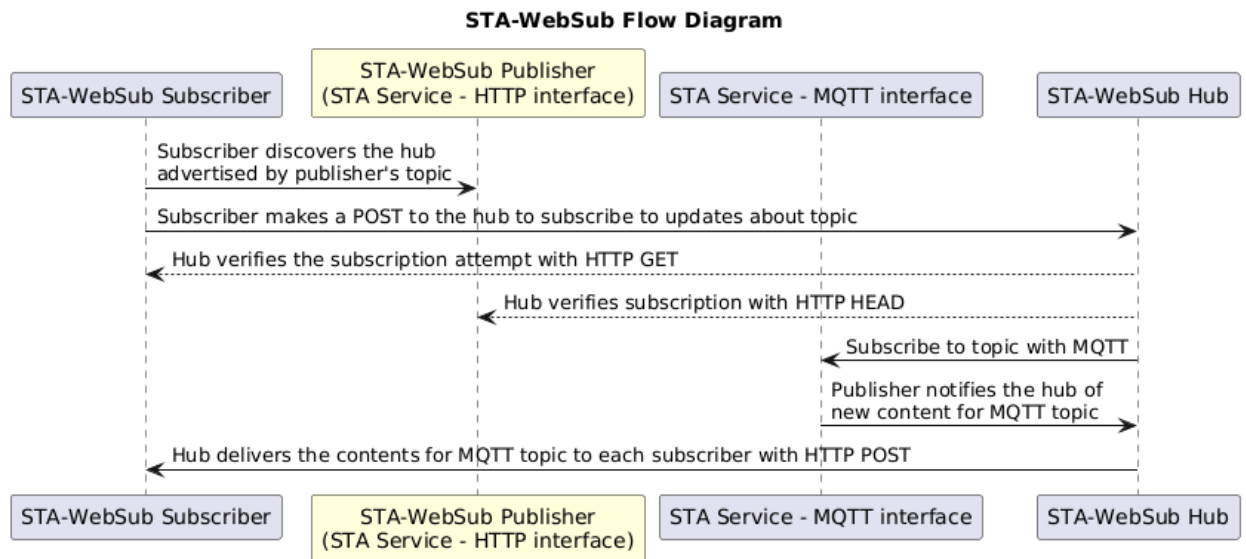 STA-WebSub Flow Diagram
STA-WebSub Subscriber
STA-WebSub Publisher
(STA Service - HTTP interface)
STA Service - MQTT interface
STA-WebSub Hub
Subscriber discovers the hub
advertised by publisher's topic
Subscriber makes a POST to the hub to subscribe to updates about topic
Hub verifies the subscription attempt with HTTP GET
Hub verifies subscription with HTTP HEAD
Subscribe to topic with MQTT
Publisher notifies the hub of
new content for MQTT topic
Hub delivers the contents for MQTT topic to each subscriber with HTTP POST
STA-WebSub Subscriber
STA-WebSub Publisher
(STA Service - HTTP interface)
STA Service - MQTT interface
STA-WebSub Hub